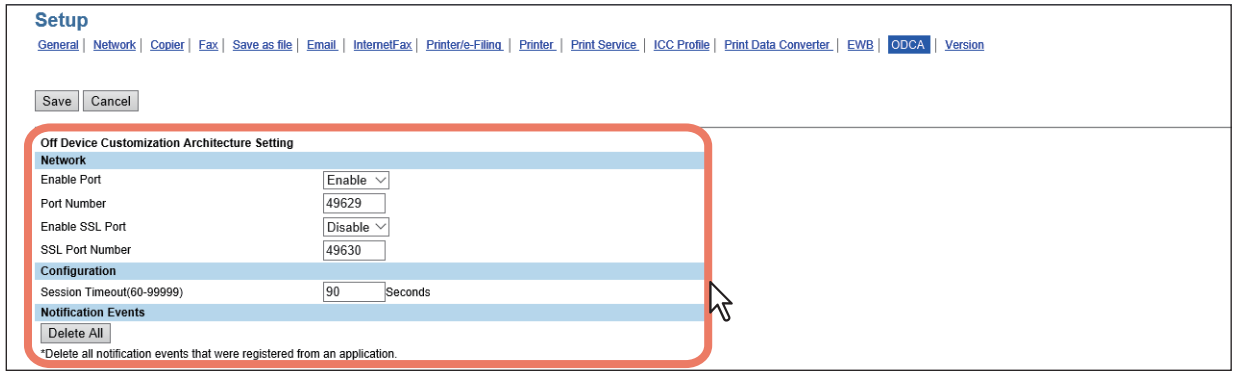 Setup
General | Network | Copier | Fax | Save as file | Email | InternetFax | Printer/e-Filing | Printer | Print Service | ICC Profile | Print Data Converter | EWB | ODCA | Version
Save Cancel
Off Device Customization Architecture Setting
Network
Enable Port Enable
Port Number 49629
Enable SSL Port Disable
SSL Port Number 49630
Configuration
Session Timeout(60-99999) 90 Seconds
Notification Events
Delete All
*Delete all notification events that were registered from an application.